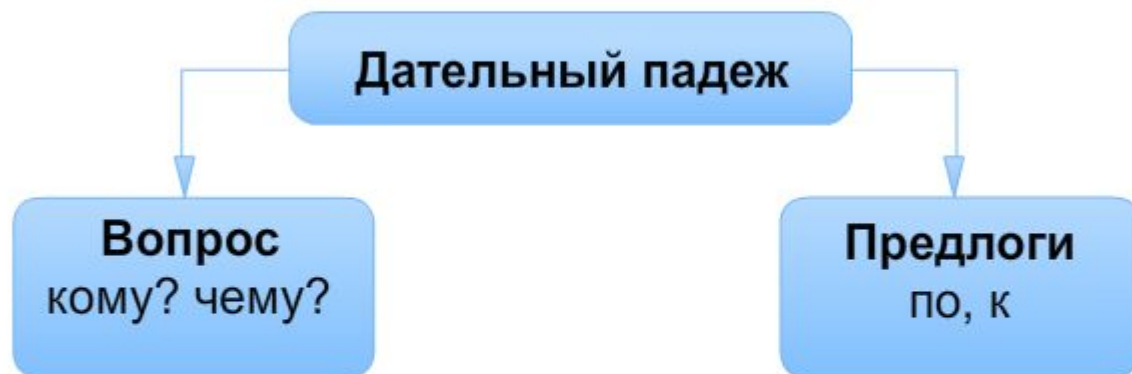 Дательный падеж
Вопрос
кому? чему?
Предлоги
по, к